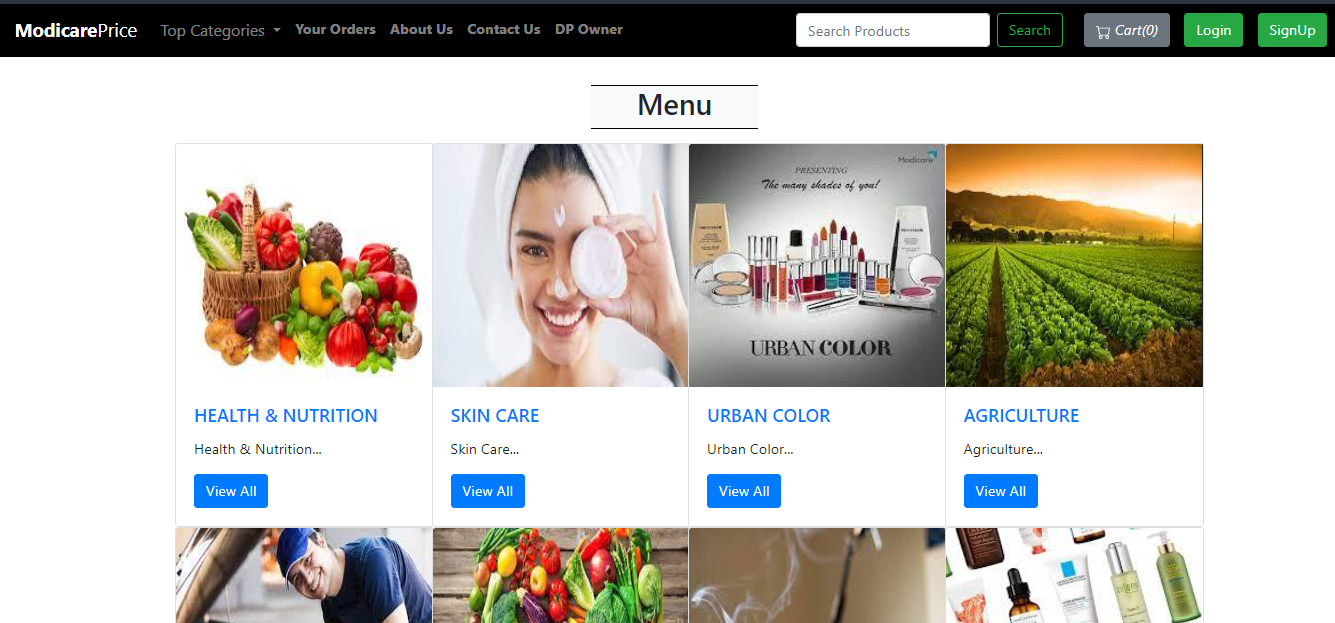 ModicarePrice Top Categories Your Orders About Us Contact Us DP Owner Search Products Search Cart(0) Login SignUp
Menu
Modicare
PRESENTING
The many shades of you!
URBAN COLOR
HEALTH & NUTRITION
Health & Nutrition...
View All
SKIN CARE
Skin Care...
View All
URBAN COLOR
Urban Color...
View All
AGRICULTURE
Agriculture...
View All